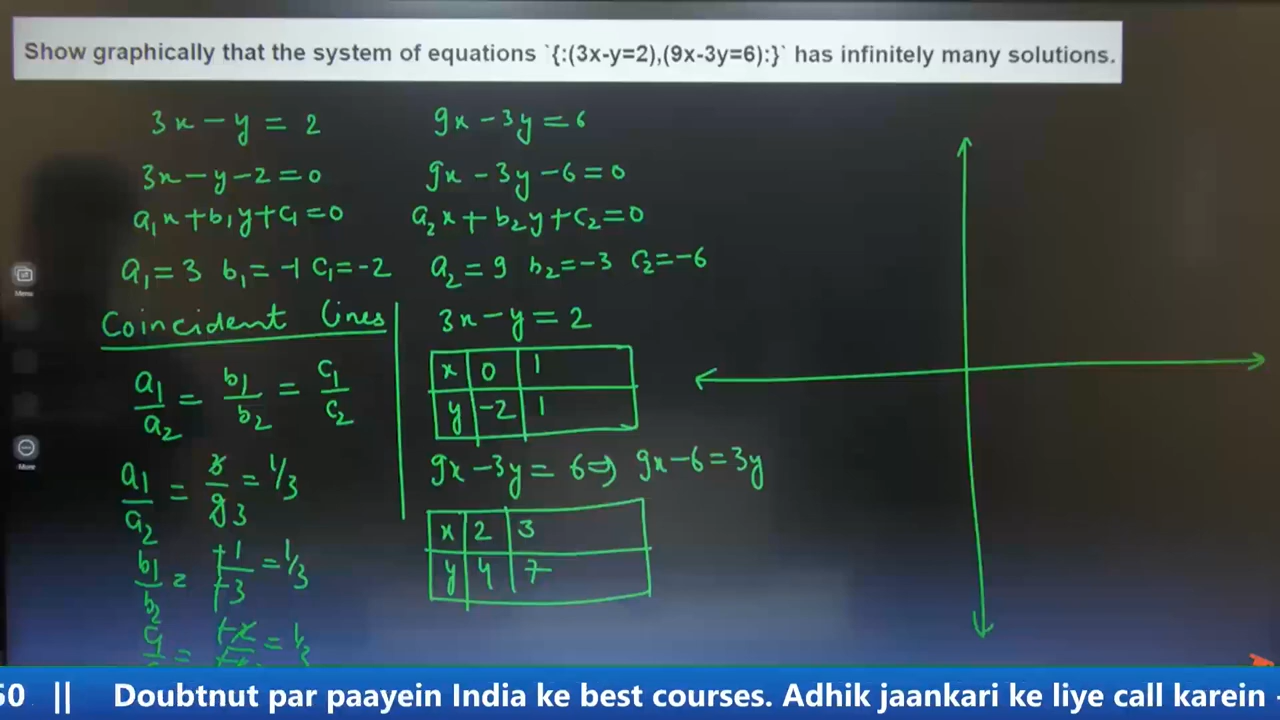 Show graphically that the system of equations `{:(3x-y=2),(9x-3y=6):}` has infinitely many solutions.
3x - y = 2
9x - 3y = 6
3x - y - 2 = 0
9x - 3y - 6 = 0
a₁x + b₁y + c₁ = 0
a₂x + b₂y + c₂ = 0
a₁ = 3 b₁ = -1 c₁ = -2
a₂ = 9 b₂ = -3 c₂ = -6
Coincident lines
a₁/a₂ = b₁/b₂ = c₁/c₂
a₁/a₂ = 3/9 3 = 1/3
b₁/b₂ = -1/-3 = 1/3
= 1/3
3x - y = 2
x 0 1
y -2 1
9x - 3y = 6 ⇒ 9x - 6 = 3y
x 2 3
y 4 7
Menu
More
50 || Doubtnut par paayein India ke best courses. Adhik jaankari ke liye call karein -